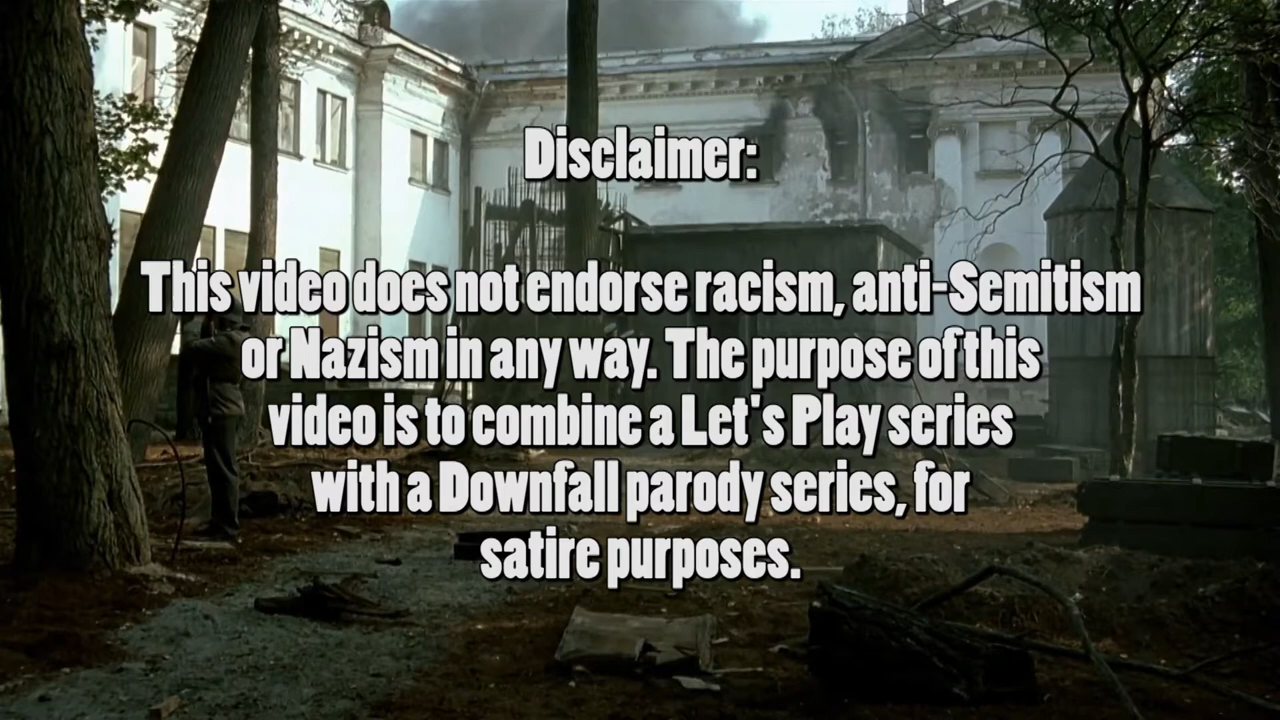 Disclaimer:
This video does not endorse racism, anti-Semitism
or Nazism in any way. The purpose of this
video is to combine a Let's Play series
with a Downfall parody series, for
satire purposes.